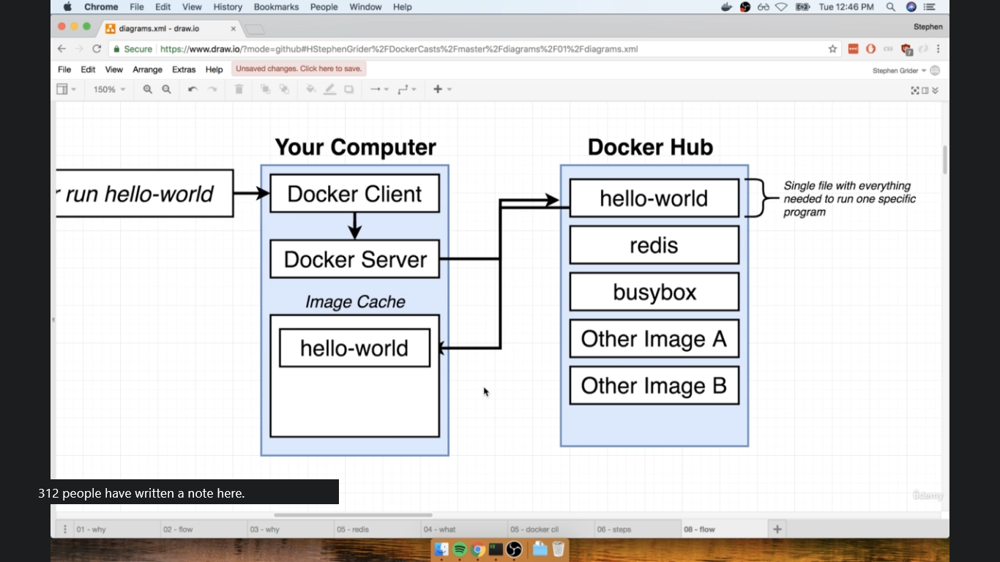 Chrome File Edit View History Bookmarks People Window Help Tue 12:46 PM
diagrams.xml - draw.io Stephen
Secure https://www.draw.io/?mode=github#HStephenGrider%2FDockerCasts%2Fmaster%2Fdiagrams%2F01%2Fdiagrams.xml
File Edit View Arrange Extras Help Unsaved changes. Click here to save. Stephen Grider
150%
Your Computer
Docker Hub
run hello-world
Docker Client
Docker Server
Image Cache
hello-world
hello-world
redis
busybox
Other Image A
Other Image B
Single file with everything
needed to run one specific
program
312 people have written a note here.
ûdemy
01 - why 02 - flow 03 - why 05 - redis 04 - what 05 - docker cli 06 - steps 08 - flow